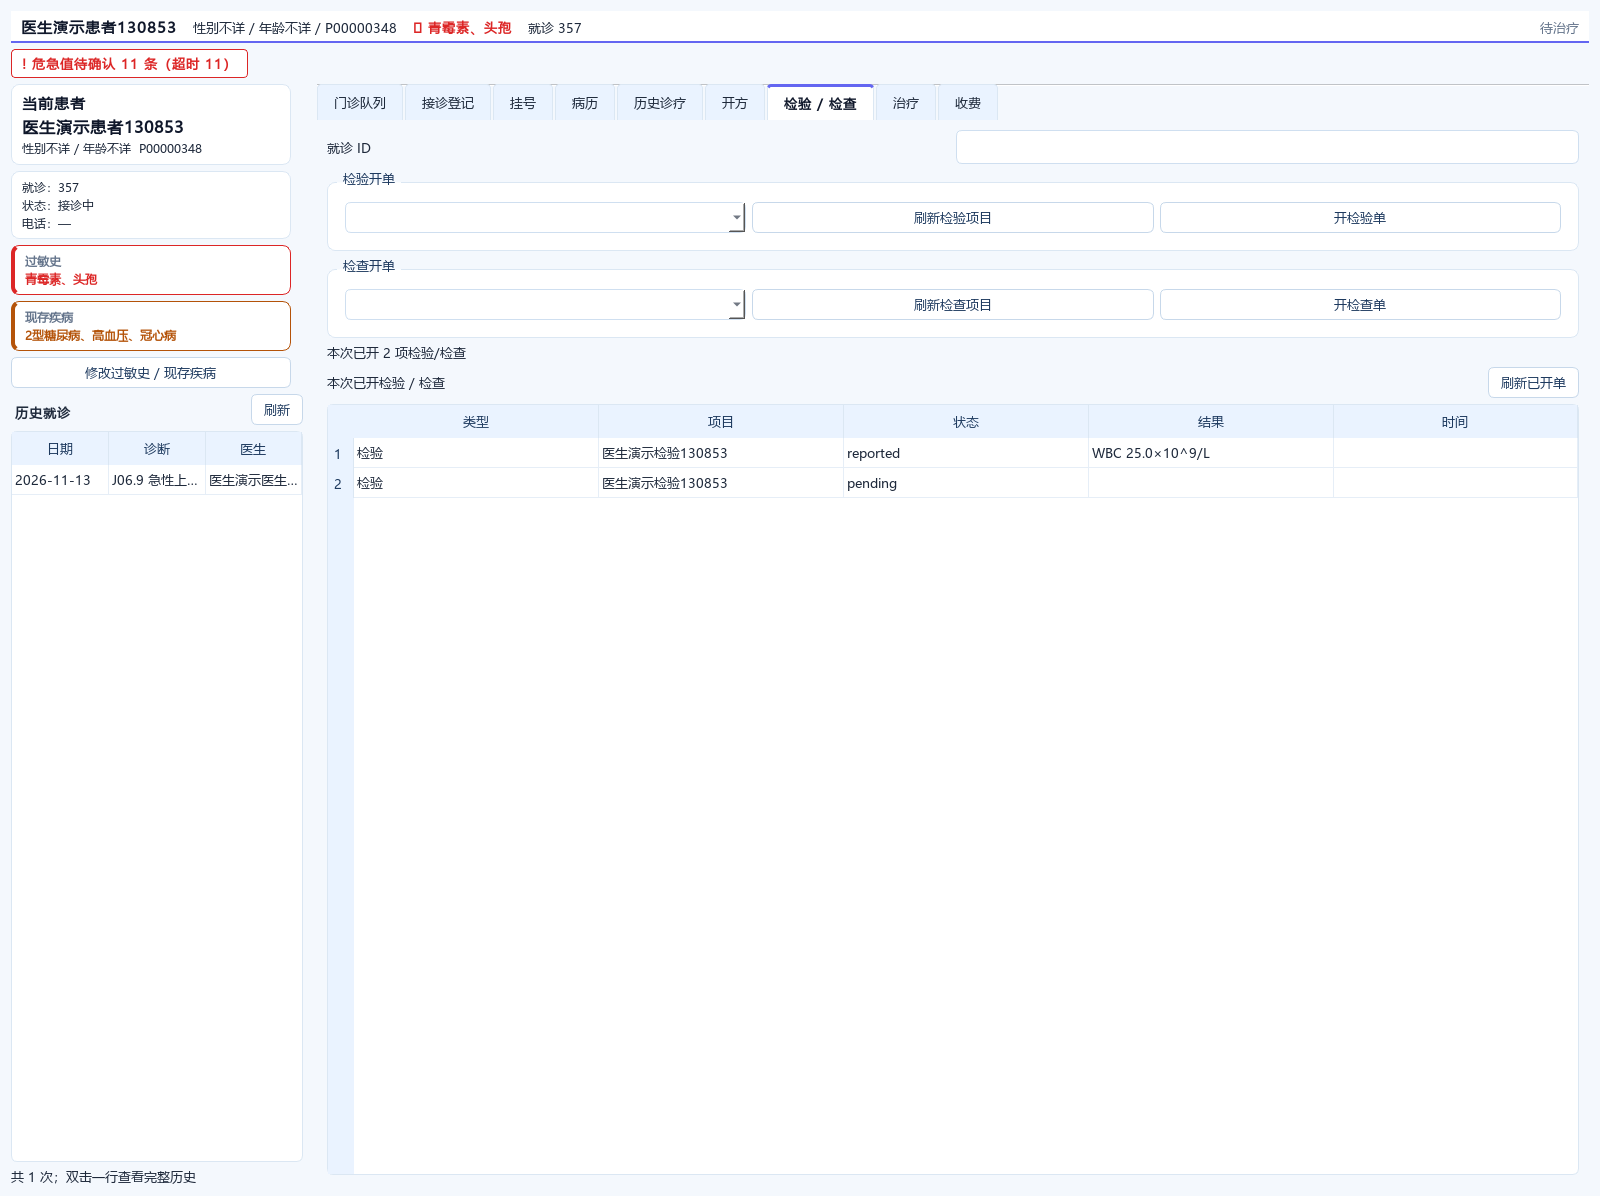 医生演示患者130853 性别不详 / 年龄不详 / P00000348 青霉素、头孢 就诊 357 待治疗
! 危急值待确认 11 条（超时 11）
当前患者
医生演示患者130853
性别不详 / 年龄不详 P00000348
就诊：357
状态：接诊中
电话：—
过敏史
青霉素、头孢
现存疾病
2型糖尿病、高血压、冠心病
修改过敏史 / 现存疾病
历史就诊 刷新
日期 诊断 医生
2026-11-13 J06.9 急性上... 医生演示医生...
共 1 次；双击一行查看完整历史
门诊队列 接诊登记 挂号 病历 历史诊疗 开方 检验 / 检查 治疗 收费
就诊 ID
检验开单
刷新检验项目 开检验单
检查开单
刷新检查项目 开检查单
本次已开 2 项检验/检查
本次已开检验 / 检查 刷新已开单
类型 项目 状态 结果 时间
1 检验 医生演示检验130853 reported WBC 25.0×10^9/L
2 检验 医生演示检验130853 pending